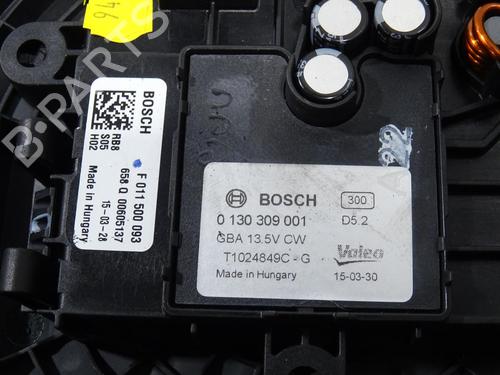 BOSCH
F 011 500 093
658 Q 00605137
15-03-28
RB8
S05
H02
E
Made in Hungary
BOSCH
300
0 130 309 001
D5.2
GBA 13.5V CW
T1024849C - G
Valeo
Made in Hungary
15-03-30
B-PARTS